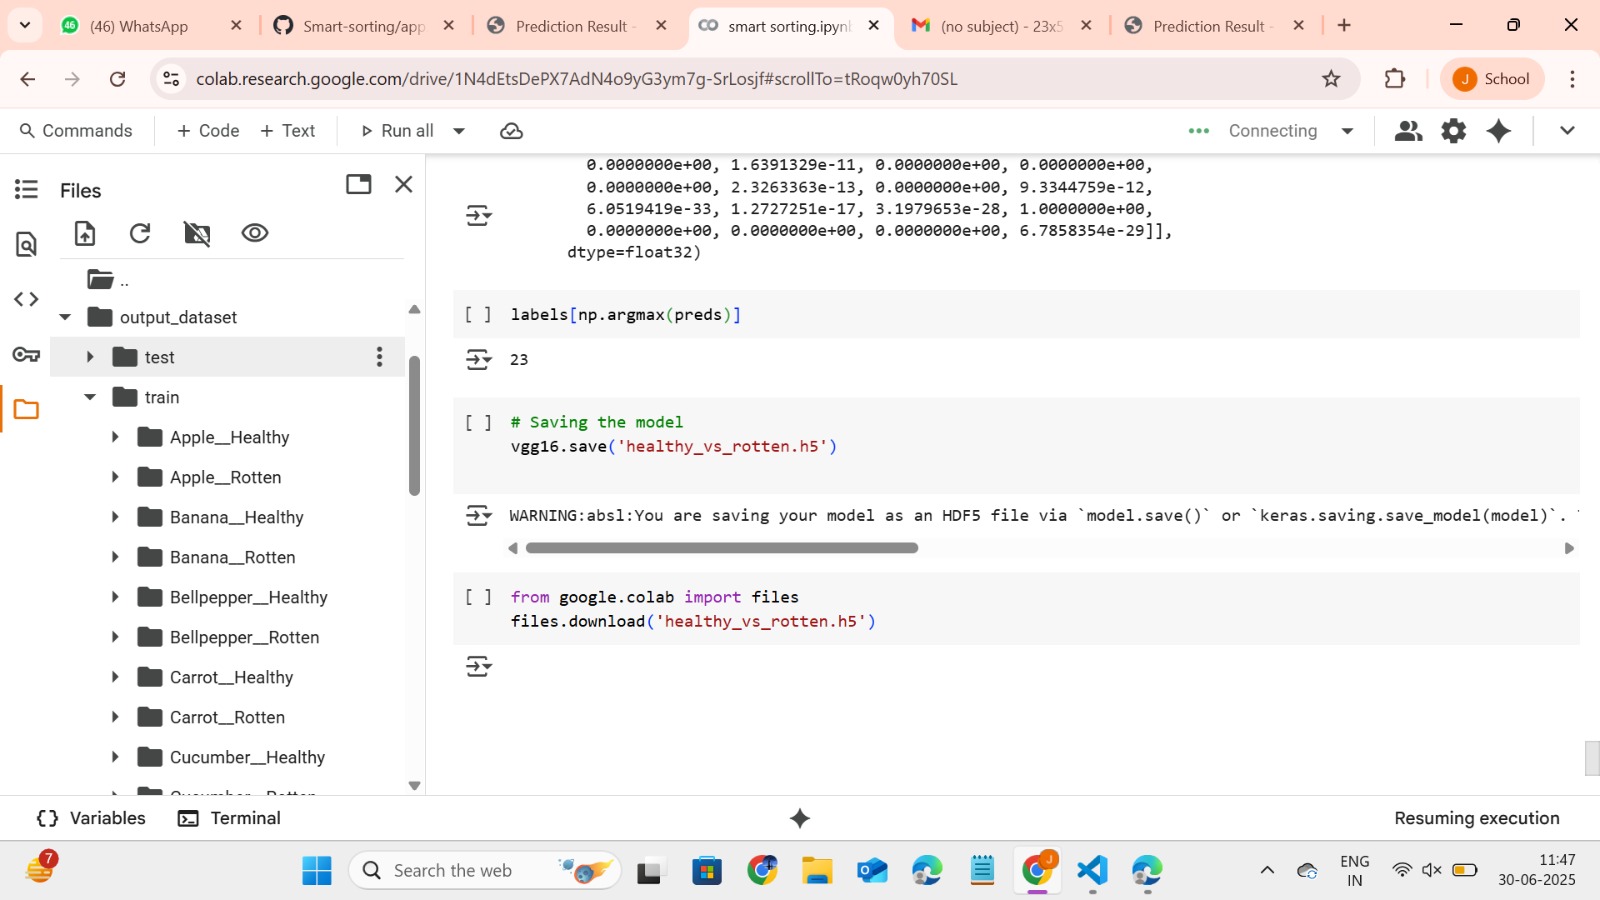 (46) WhatsApp
Smart-sorting/app
Prediction Result -
smart sorting.ipynb
(no subject) - 23x5
Prediction Result -
colab.research.google.com/drive/1N4dEtsDePX7AdN4o9yG3ym7g-SrLosjf#scrollTo=tRoqw0yh70SL
J School
Commands
+ Code
+ Text
Run all
Connecting
Files
..
output_dataset
test
train
Apple__Healthy
Apple__Rotten
Banana__Healthy
Banana__Rotten
Bellpepper__Healthy
Bellpepper__Rotten
Carrot__Healthy
Carrot__Rotten
Cucumber__Healthy
0.0000000e+00, 1.6391329e-11, 0.0000000e+00, 0.0000000e+00,
0.0000000e+00, 2.3263363e-13, 0.0000000e+00, 9.3344759e-12,
6.0519419e-33, 1.2727251e-17, 3.1979653e-28, 1.0000000e+00,
0.0000000e+00, 0.0000000e+00, 0.0000000e+00, 6.7858354e-29]],
dtype=float32)
[ ] labels[np.argmax(preds)]
23
[ ] # Saving the model
vgg16.save('healthy_vs_rotten.h5')
WARNING:absl:You are saving your model as an HDF5 file via `model.save()` or `keras.saving.save_model(model)`.
[ ] from google.colab import files
files.download('healthy_vs_rotten.h5')
{} Variables
Terminal
Resuming execution
7
Search the web
J
ENG
IN
11:47
30-06-2025